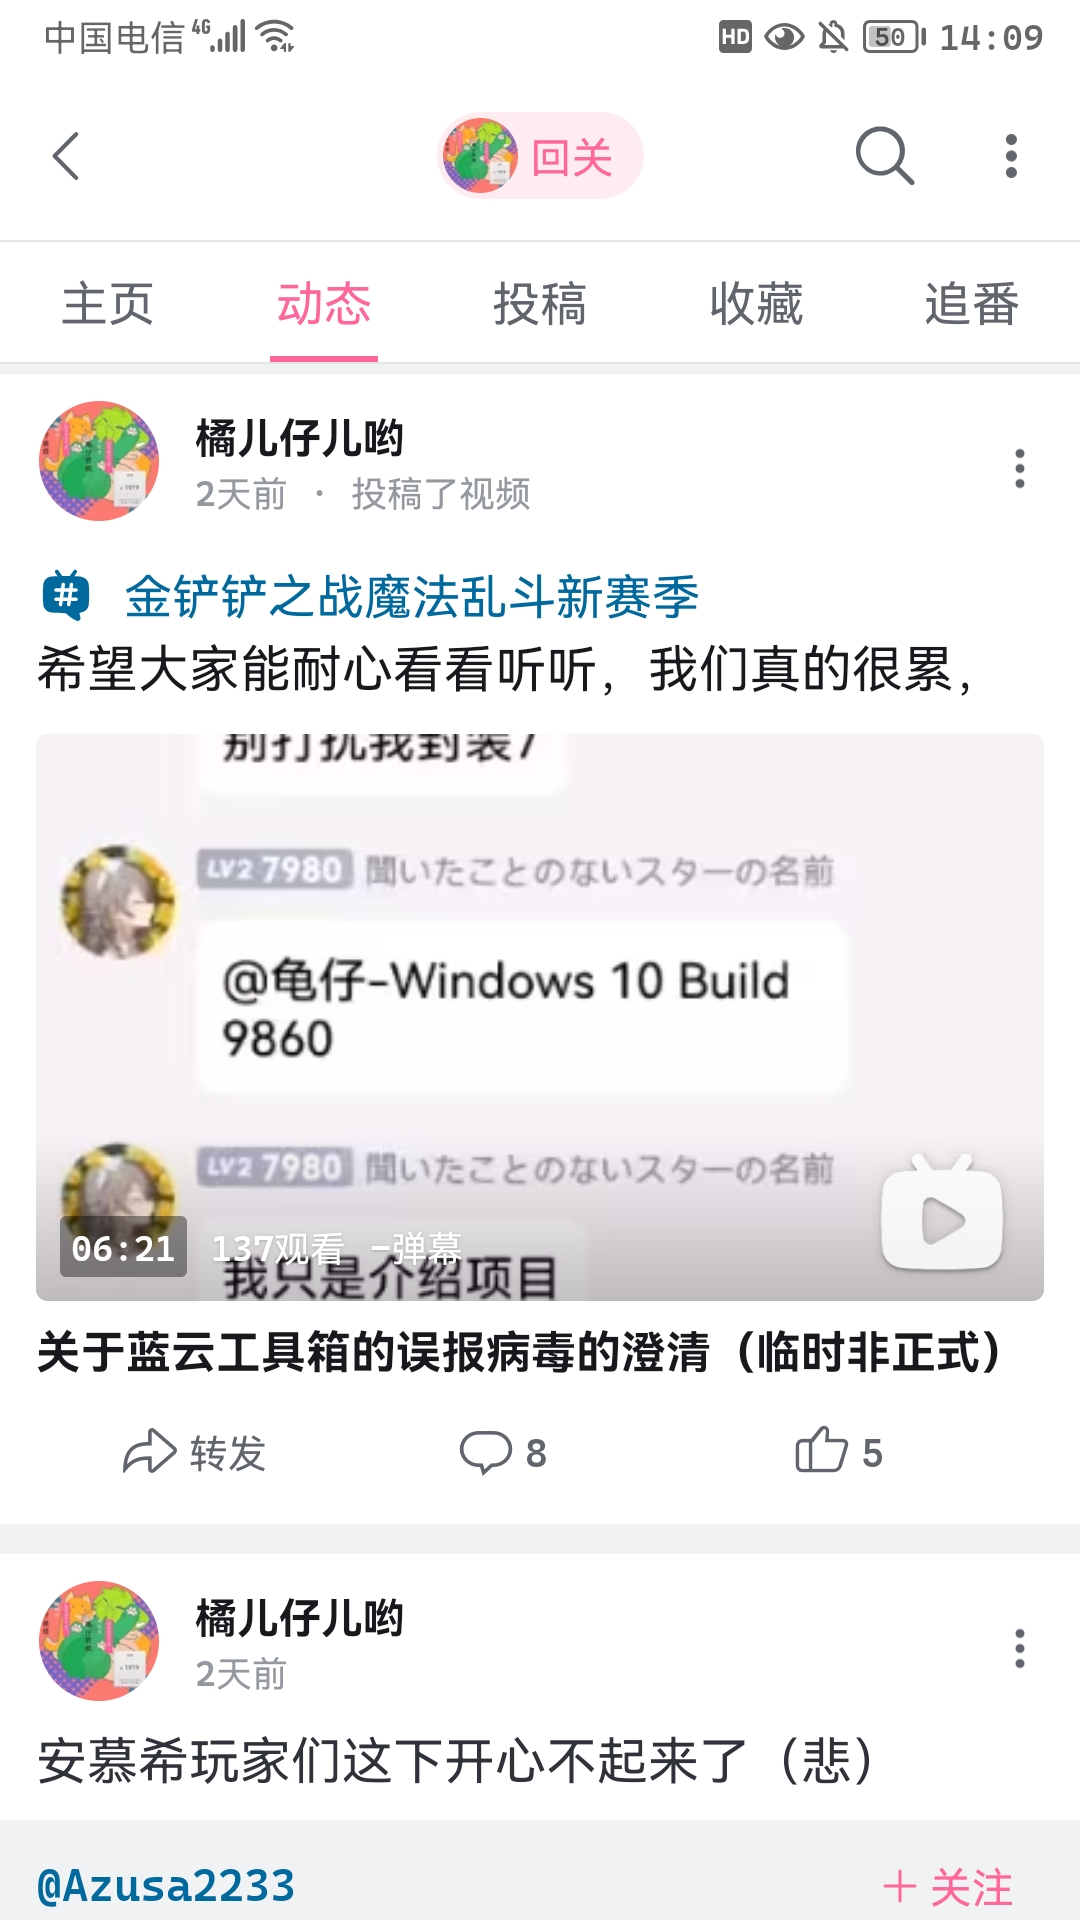 中国电信 4G HD 50 14:09
回关
主页 动态 投稿 收藏 追番
橘儿仔儿哟
2天前 · 投稿了视频
# 金铲铲之战魔法乱斗新赛季
希望大家能耐心看看听听，我们真的很累，
别打扰我封装7
LV2 7980 聞いたことのないスターの名前
@龟仔-Windows 10 Build
9860
LV2 7980 聞いたことのないスターの名前
我只是介绍项目
06:21 137观看 -弹幕
关于蓝云工具箱的误报病毒的澄清（临时非正式）
转发 8 5
橘儿仔儿哟
2天前
安慕希玩家们这下开心不起来了（悲）
@Azusa2233 +关注